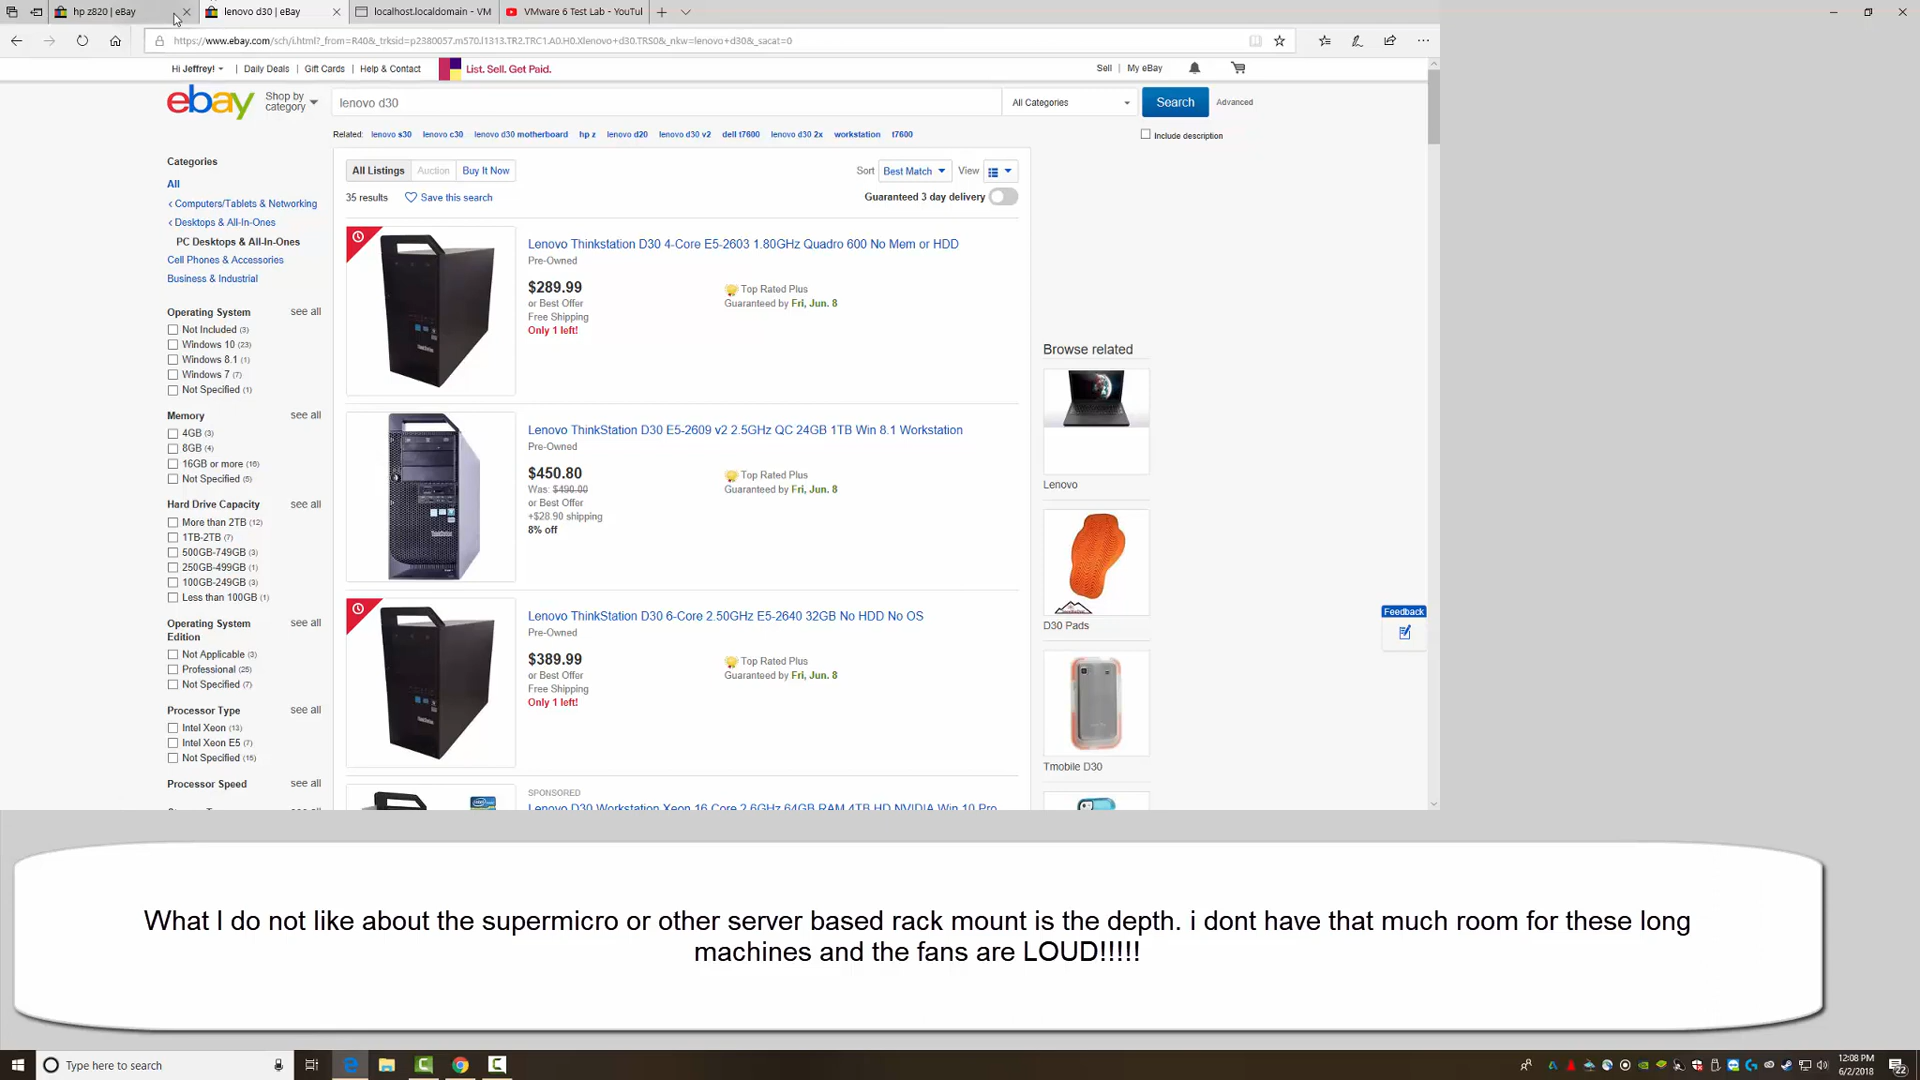 hp z820 | eBay
lenovo d30 | eBay
localhost.localdomain - VM
VMware 6 Test Lab - YouTul
https://www.ebay.com/sch/i.html?_from=R40&_trksid=p2380057.m570.l1313.TR2.TRC1.A0.H0.Xlenovo+d30.TRS0&_nkw=lenovo+d30&_sacat=0
Hi Jeffrey! Daily Deals Gift Cards Help & Contact List. Sell. Get Paid. Sell My eBay
ebay Shop by category lenovo d30 All Categories Search Advanced
Related: lenovo s30 lenovo c30 lenovo d30 motherboard hp z lenovo d20 lenovo d30 v2 dell t7600 lenovo d30 2x workstation t7600
Include description
Categories
All
Computers/Tablets & Networking
Desktops & All-In-Ones
PC Desktops & All-In-Ones
Cell Phones & Accessories
Business & Industrial
Operating System see all
Not Included (3)
Windows 10 (23)
Windows 8.1 (1)
Windows 7 (7)
Not Specified (1)
Memory see all
4GB (3)
8GB (4)
16GB or more (16)
Not Specified (5)
Hard Drive Capacity see all
More than 2TB (12)
1TB-2TB (7)
500GB-749GB (3)
250GB-499GB (1)
100GB-249GB (3)
Less than 100GB (1)
Operating System Edition see all
Not Applicable (3)
Professional (25)
Not Specified (7)
Processor Type see all
Intel Xeon (13)
Intel Xeon E5 (7)
Not Specified (15)
Processor Speed see all
All Listings Auction Buy It Now
Sort Best Match View
35 results Save this search
Guaranteed 3 day delivery
Lenovo Thinkstation D30 4-Core E5-2603 1.80GHz Quadro 600 No Mem or HDD
Pre-Owned
$289.99
or Best Offer
Free Shipping
Only 1 left!
Top Rated Plus
Guaranteed by Fri, Jun. 8
Lenovo ThinkStation D30 E5-2609 v2 2.5GHz QC 24GB 1TB Win 8.1 Workstation
Pre-Owned
$450.80
Was: $490.00
or Best Offer
+$28.90 shipping
8% off
Top Rated Plus
Guaranteed by Fri, Jun. 8
Lenovo ThinkStation D30 6-Core 2.50GHz E5-2640 32GB No HDD No OS
Pre-Owned
$389.99
or Best Offer
Free Shipping
Only 1 left!
Top Rated Plus
Guaranteed by Fri, Jun. 8
SPONSORED
Lenovo D30 Workstation Xeon 16 Core 2.6GHz 64GB RAM 4TB HD NVIDIA Win 10 Pro
Browse related
Lenovo
D30 Pads
Tmobile D30
Feedback
What I do not like about the supermicro or other server based rack mount is the depth. i dont have that much room for these long
machines and the fans are LOUD!!!!!
Type here to search
12:08 PM
6/2/2018
22